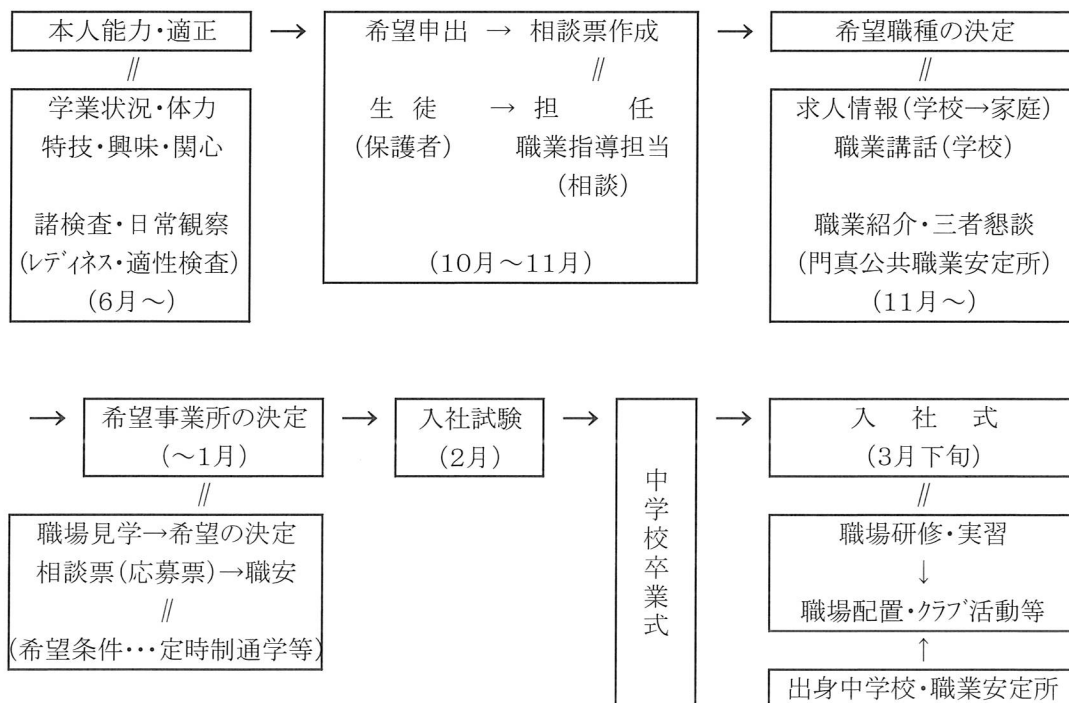 本人能力・適正 → 希望申出 → 相談票作成 → 希望職種の決定
〃 〃 〃
学業状況・体力 生 徒 → 担 任 求人情報(学校→家庭)
特技・興味・関心 (保護者) 職業指導担当 職業講話(学校)
(相談)
諸検査・日常観察 職業紹介・三者懇談
(レディネス・適性検査) (10月～11月) (門真公共職業安定所)
(6月～) (11月～)
→ 希望事業所の決定 → 入社試験 → 中学校卒業式 → 入 社 式
(～1月) (2月) (3月下旬)
〃 〃
職場見学→希望の決定 職場研修・実習
相談票(応募票)→職安 ↓
〃 職場配置・クラブ活動等
(希望条件･･･定時制通学等) ↑
出身中学校・職業安定所